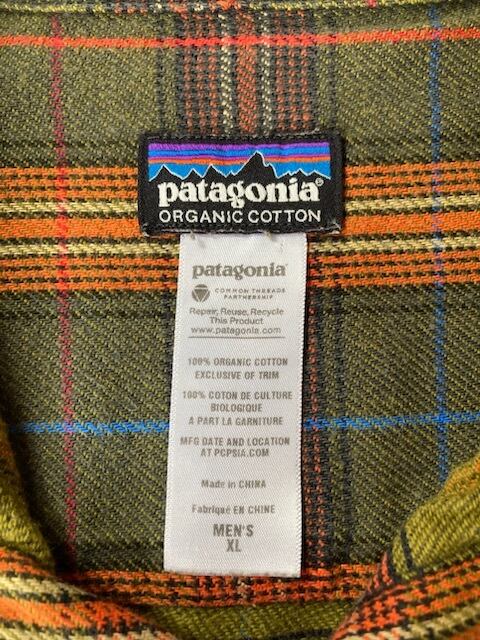 patagonia®
ORGANIC COTTON
patagonia®
COMMON THREADS
PARTNERSHIP
Repair, Reuse, Recycle
This Product
www.patagonia.com
100% ORGANIC COTTON
EXCLUSIVE OF TRIM
100% COTON DE CULTURE
BIOLOGIQUE
A PART LA GARNITURE
MFG DATE AND LOCATION
AT PCPSIA.COM
Made in CHINA
Fabriqué EN CHINE
MEN'S
XL